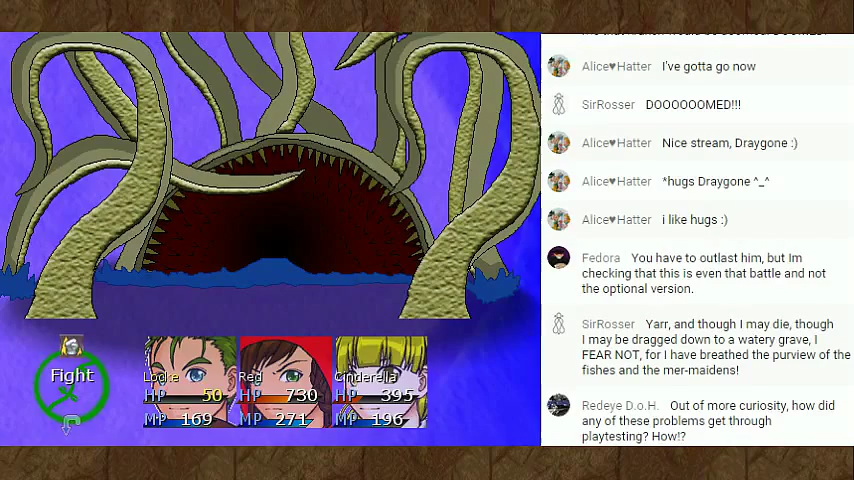 Alice♥Hatter I've gotta go now
SirRosser DOOOOOOMED!!!
Alice♥Hatter Nice stream, Draygone :)
Alice♥Hatter *hugs Draygone ^_^
Alice♥Hatter i like hugs :)
Fedora You have to outlast him, but Im
checking that this is even that battle and not
the optional version.
SirRosser Yarr, and though I may die, though
I may be dragged down to a watery grave, I
FEAR NOT, for I have breathed the purview of the
fishes and the mer-maidens!
Redeye D.o.H. Out of more curiosity, how did
any of these problems get through
playtesting? How!?
Fight
Locke
HP 50
MP 169
Red
HP 730
MP 271
Cinderella
HP 395
MP 196